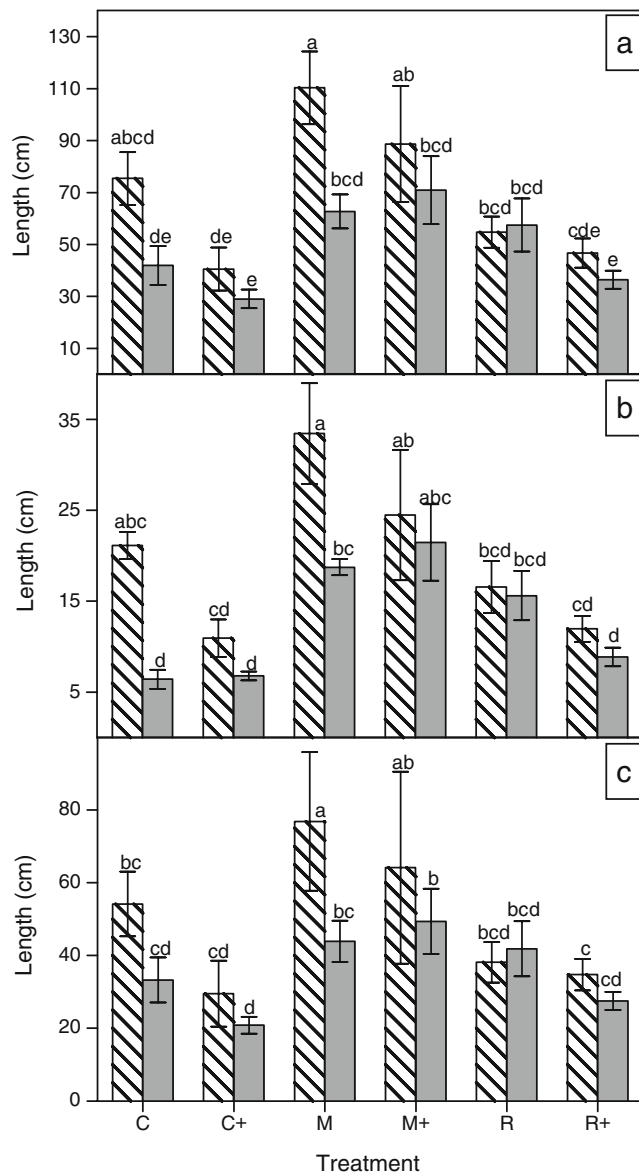 a
Length (cm)
130
110
90
70
50
30
10
abcd
de
de
e
a
bcd
ab
bcd
bcd
bcd
cde
e
b
Length (cm)
35
25
15
5
abc
d
cd
d
a
bc
ab
abc
bcd
bcd
cd
d
c
Length (cm)
80
60
40
20
0
bc
cd
cd
d
a
bc
ab
b
bcd
bcd
c
cd
C C+ M M+ R R+
Treatment